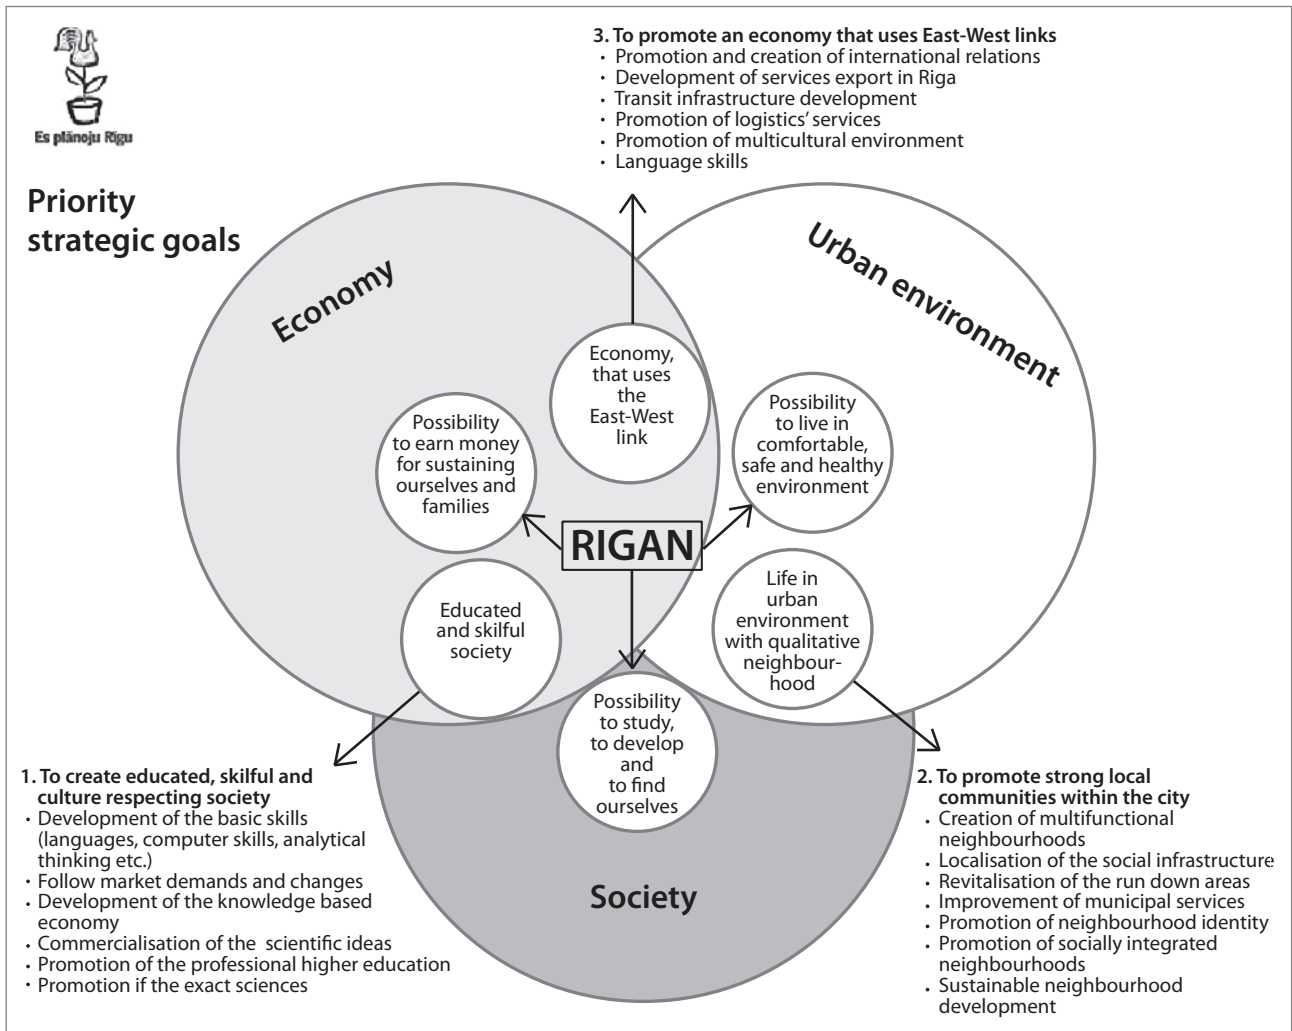 Es plānoju Rīgu
Priority
strategic goals
3. To promote an economy that uses East-West links
· Promotion and creation of international relations
· Development of services export in Riga
· Transit infrastructure development
· Promotion of logistics' services
· Promotion of multicultural environment
· Language skills
Economy
Urban environment
Economy,
that uses
the
East-West
link
Possibility
to earn money
for sustaining
ourselves and
families
Possibility
to live in
comfortable,
safe and healthy
environment
RIGAN
Educated
and skilful
society
Life in
urban
environment
with qualitative
neighbour-
hood
Possibility
to study,
to develop
and
to find
ourselves
Society
1. To create educated, skilful and
culture respecting society
· Development of the basic skills
(languages, computer skills, analytical
thinking etc.)
· Follow market demands and changes
· Development of the knowledge based
economy
· Commercialisation of the scientific ideas
· Promotion of the professional higher education
· Promotion if the exact sciences
2. To promote strong local
communities within the city
· Creation of multifunctional
neighbourhoods
· Localisation of the social infrastructure
· Revitalisation of the run down areas
· Improvement of municipal services
· Promotion of neighbourhood identity
· Promotion of socially integrated
neighbourhoods
· Sustainable neighbourhood
development